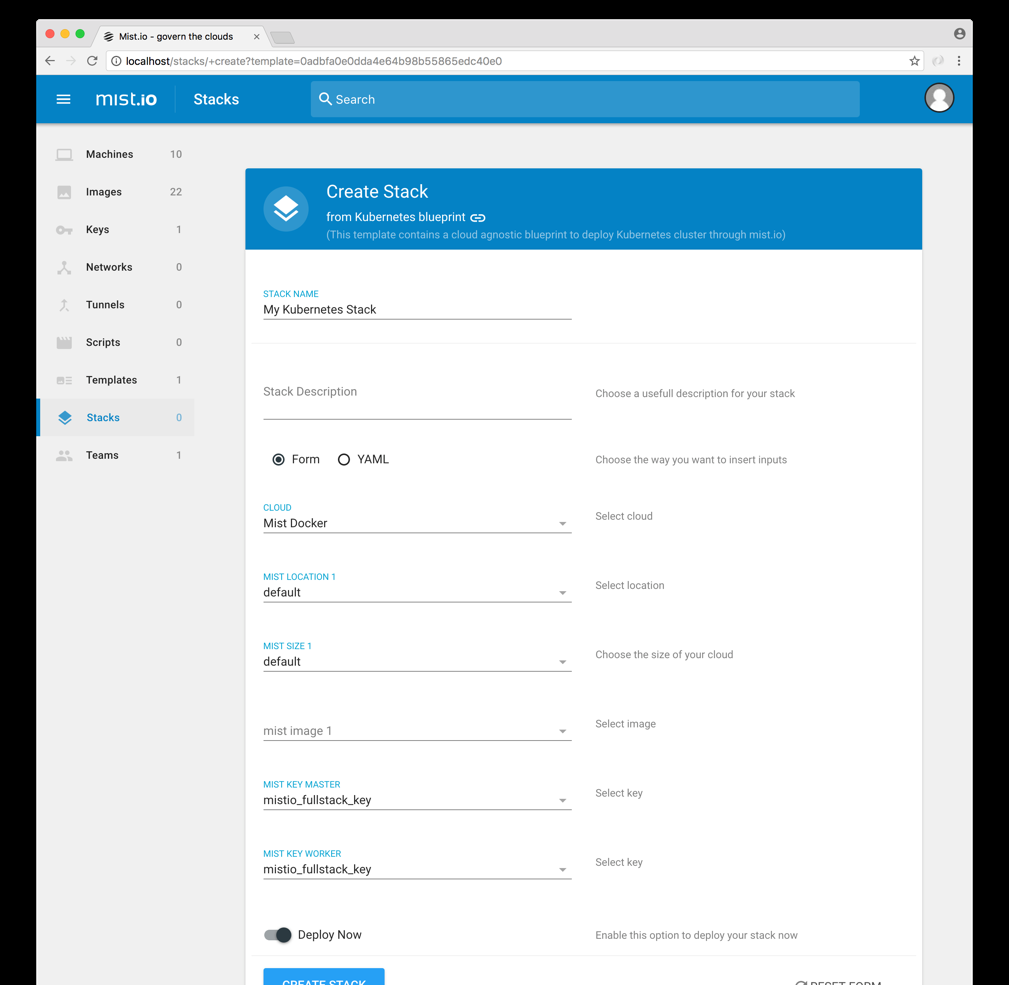 Mist.io - govern the clouds
localhost/stacks/+create?template=0adbfa0e0dda4e64b98b55865edc40e0
mist.io Stacks Search
Machines 10
Images 22
Keys 1
Networks 0
Tunnels 0
Scripts 0
Templates 1
Stacks 0
Teams 1
Create Stack
from Kubernetes blueprint
(This template contains a cloud agnostic blueprint to deploy Kubernetes cluster through mist.io)
STACK NAME
My Kubernetes Stack
Stack Description
Choose a usefull description for your stack
Form YAML
Choose the way you want to insert inputs
CLOUD
Mist Docker
Select cloud
MIST LOCATION 1
default
Select location
MIST SIZE 1
default
Choose the size of your cloud
mist image 1
Select image
MIST KEY MASTER
mistio_fullstack_key
Select key
MIST KEY WORKER
mistio_fullstack_key
Select key
Deploy Now
Enable this option to deploy your stack now
CREATE STACK
RESET FORM